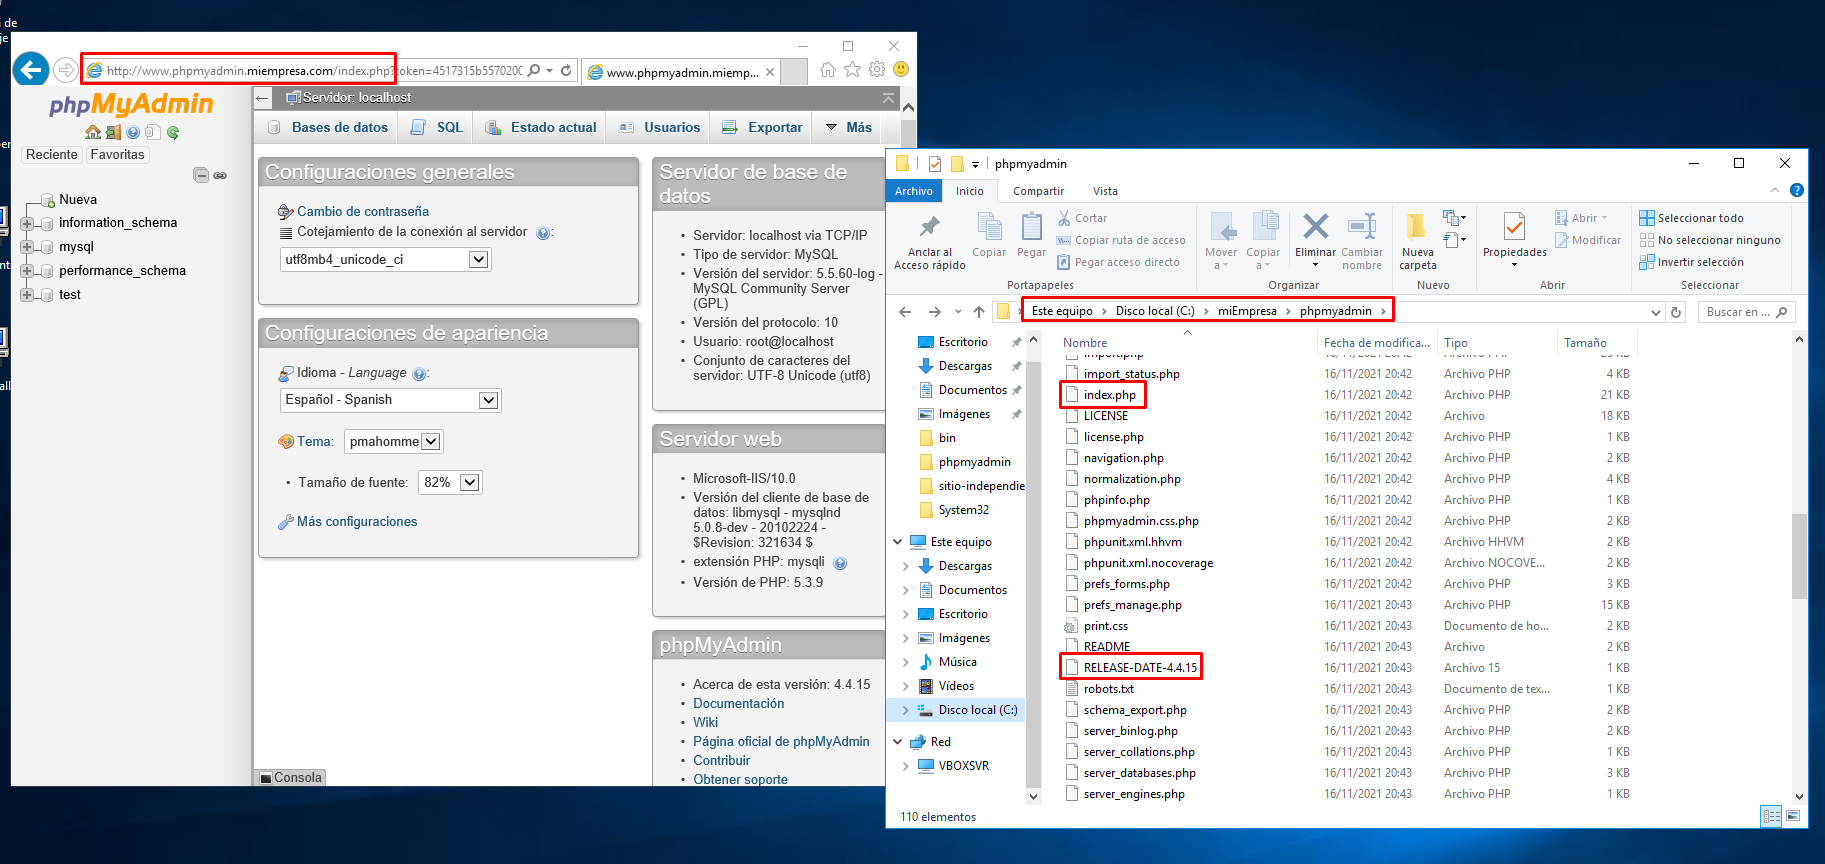 de
je
http://www.phpmyadmin.miempresa.com/index.php?token=4517315b5570200
www.phpmyadmin.miemp...
phpMyAdmin
Reciente
Favoritas
Nueva
information_schema
mysql
performance_schema
test
Servidor: localhost
Bases de datos
SQL
Estado actual
Usuarios
Exportar
Más
Configuraciones generales
Cambio de contraseña
Cotejamiento de la conexión al servidor
:
utf8mb4_unicode_ci
Configuraciones de apariencia
Idioma - Language
:
Español - Spanish
Tema:
pmahomme
• Tamaño de fuente:
82%
Más configuraciones
Servidor de base de
datos
• Servidor: localhost via TCP/IP
• Tipo de servidor: MySQL
• Versión del servidor: 5.5.60-log -
MySQL Community Server
(GPL)
• Versión del protocolo: 10
• Usuario: root@localhost
• Conjunto de caracteres del
servidor: UTF-8 Unicode (utf8)
Servidor web
• Microsoft-IIS/10.0
• Versión del cliente de base de
datos: libmysql - mysqlnd
5.0.8-dev - 20102224 -
$Revision: 321634 $
• extensión PHP: mysqli
• Versión de PHP: 5.3.9
phpMyAdmin
• Acerca de esta versión: 4.4.15
• Documentación
• Wiki
• Página oficial de phpMyAdmin
• Contribuir
• Obtener soporte
Consola
phpmyadmin
Archivo
Inicio
Compartir
Vista
Anclar al
Acceso rápido
Copiar
Pegar
Cortar
Copiar ruta de acceso
Pegar acceso directo
Portapapeles
Mover
a
Copiar
a
Eliminar
Cambiar
nombre
Organizar
Nueva
carpeta
Nuevo
Propiedades
Abrir
Modificar
Abrir
Seleccionar todo
No seleccionar ninguno
Invertir selección
Seleccionar
Este equipo > Disco local (C:) > miEmpresa > phpmyadmin >
Buscar en ...
Escritorio
Descargas
Documentos
Imágenes
bin
phpmyadmin
sitio-independie
System32
Este equipo
Descargas
Documentos
Escritorio
Imágenes
Música
Vídeos
Disco local (C:)
Red
VBOXSVR
Nombre Fecha de modifica... Tipo Tamaño
import.php 16/11/2021 20:42 Archivo PHP
import_status.php 16/11/2021 20:42 Archivo PHP 4 KB
index.php 16/11/2021 20:42 Archivo PHP 21 KB
LICENSE 16/11/2021 20:42 Archivo 18 KB
license.php 16/11/2021 20:42 Archivo PHP 1 KB
navigation.php 16/11/2021 20:42 Archivo PHP 2 KB
normalization.php 16/11/2021 20:42 Archivo PHP 4 KB
phpinfo.php 16/11/2021 20:42 Archivo PHP 1 KB
phpmyadmin.css.php 16/11/2021 20:42 Archivo PHP 2 KB
phpunit.xml.hhvm 16/11/2021 20:42 Archivo HHVM 2 KB
phpunit.xml.nocoverage 16/11/2021 20:42 Archivo NOCOVE... 2 KB
prefs_forms.php 16/11/2021 20:42 Archivo PHP 3 KB
prefs_manage.php 16/11/2021 20:43 Archivo PHP 15 KB
print.css 16/11/2021 20:43 Documento de ho... 2 KB
README 16/11/2021 20:43 Archivo 2 KB
RELEASE-DATE-4.4.15 16/11/2021 20:43 Archivo 15 1 KB
robots.txt 16/11/2021 20:43 Documento de tex... 1 KB
schema_export.php 16/11/2021 20:43 Archivo PHP 2 KB
server_binlog.php 16/11/2021 20:43 Archivo PHP 2 KB
server_collations.php 16/11/2021 20:43 Archivo PHP 2 KB
server_databases.php 16/11/2021 20:43 Archivo PHP 3 KB
server_engines.php 16/11/2021 20:43 Archivo PHP 1 KB
110 elementos